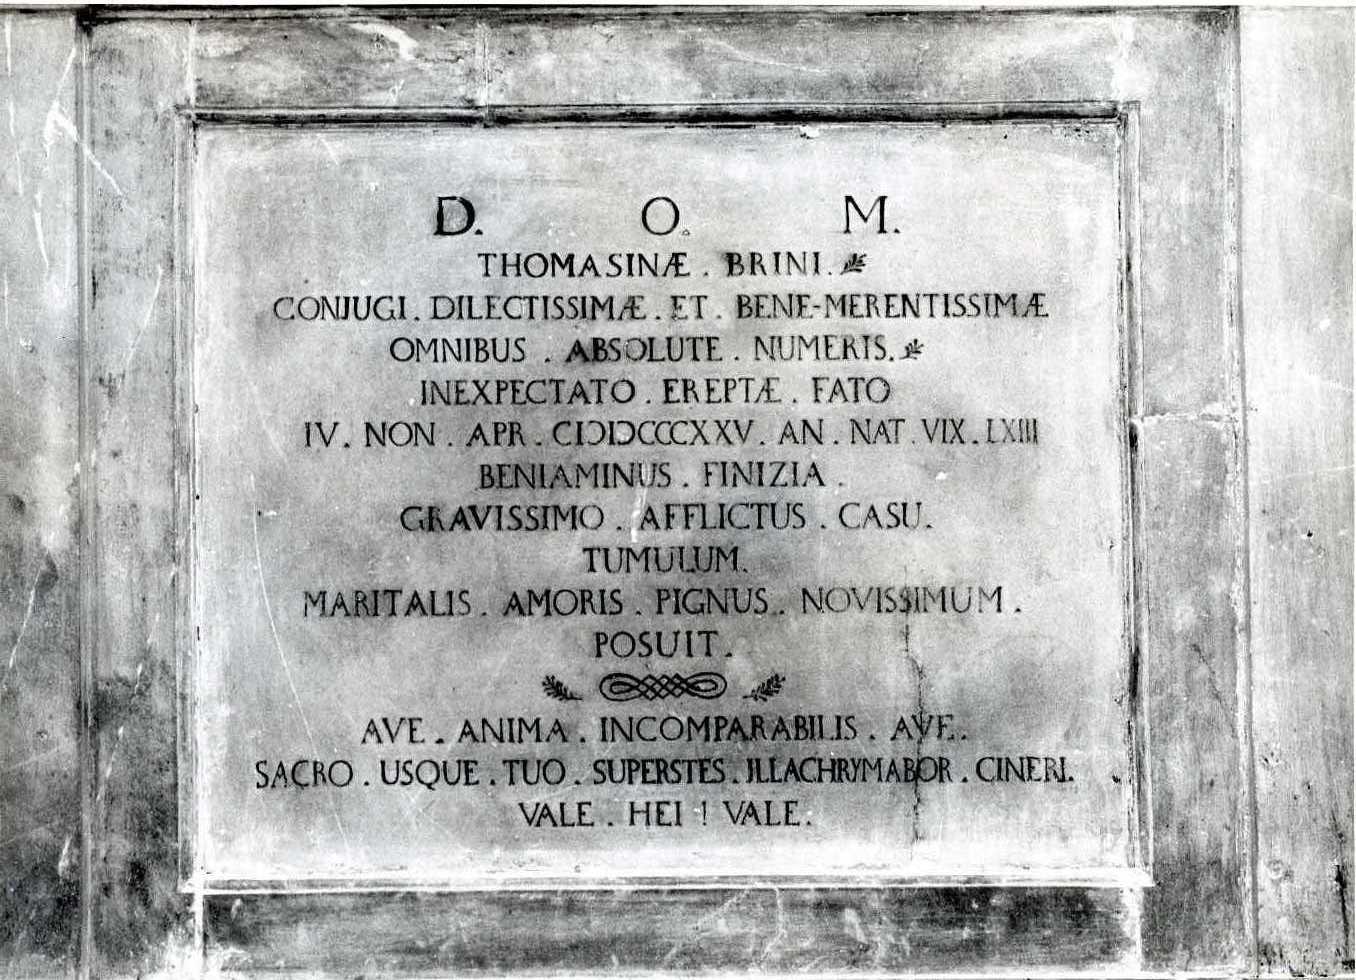 D. O. M.
THOMASINÆ . BRINI.
CONJUGI . DILECTISSIMÆ . ET . BENE-MERENTISSIMÆ
OMNIBUS . ABSOLUTE . NUMERIS.
INEXPECTATO . EREPTÆ . FATO
IV. NON . APR . CIƆIƆCCCXXV. AN . NAT . VIX. LXIII
BENIAMINUS . FINIZIA .
GRAVISSIMO . AFFLICTUS . CASU.
TUMULUM.
MARITALIS . AMORIS . PIGNUS . NOVISSIMUM .
POSUIT.
AVE . ANIMA . INCOMPARABILIS . AVE.
SACRO . USQUE . TUO . SUPERSTES . ILLACHRYMABOR . CINERI.
VALE . HEI ! VALE.